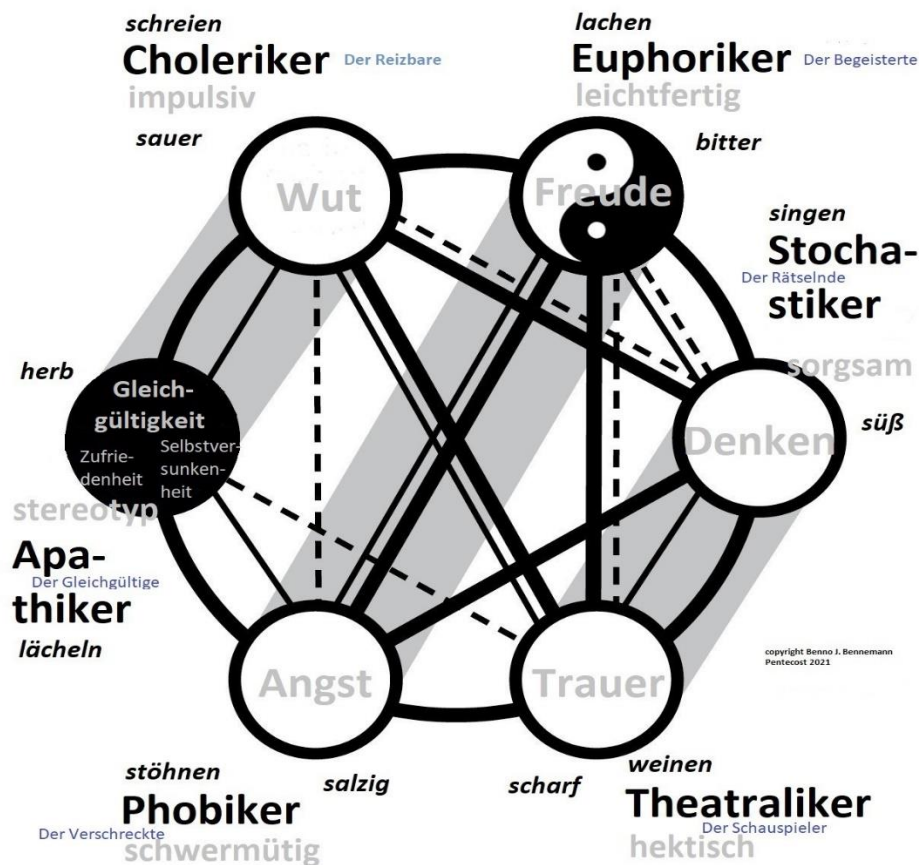 schreien
Choleriker Der Reizbare
impulsiv
sauer
lachen
Euphoriker Der Begeisterte
leichtfertig
bitter
Wut
Freude
singen
Stocha-
Der Rätselnde
stiker
sorgsam
süß
herb
Gleich-
gültigkeit
Zufrie-
denheit
Selbstver-
sunken-
heit
stereotyp
Denken
Apa-
Der Gleichgültige
thiker
lächeln
Angst
Trauer
copyright Benno J. Bennemann
Pentecost 2021
stöhnen
Phobiker
Der Verschreckte
schwermütig
salzig
scharf
weinen
Theatraliker
Der Schauspieler
hektisch